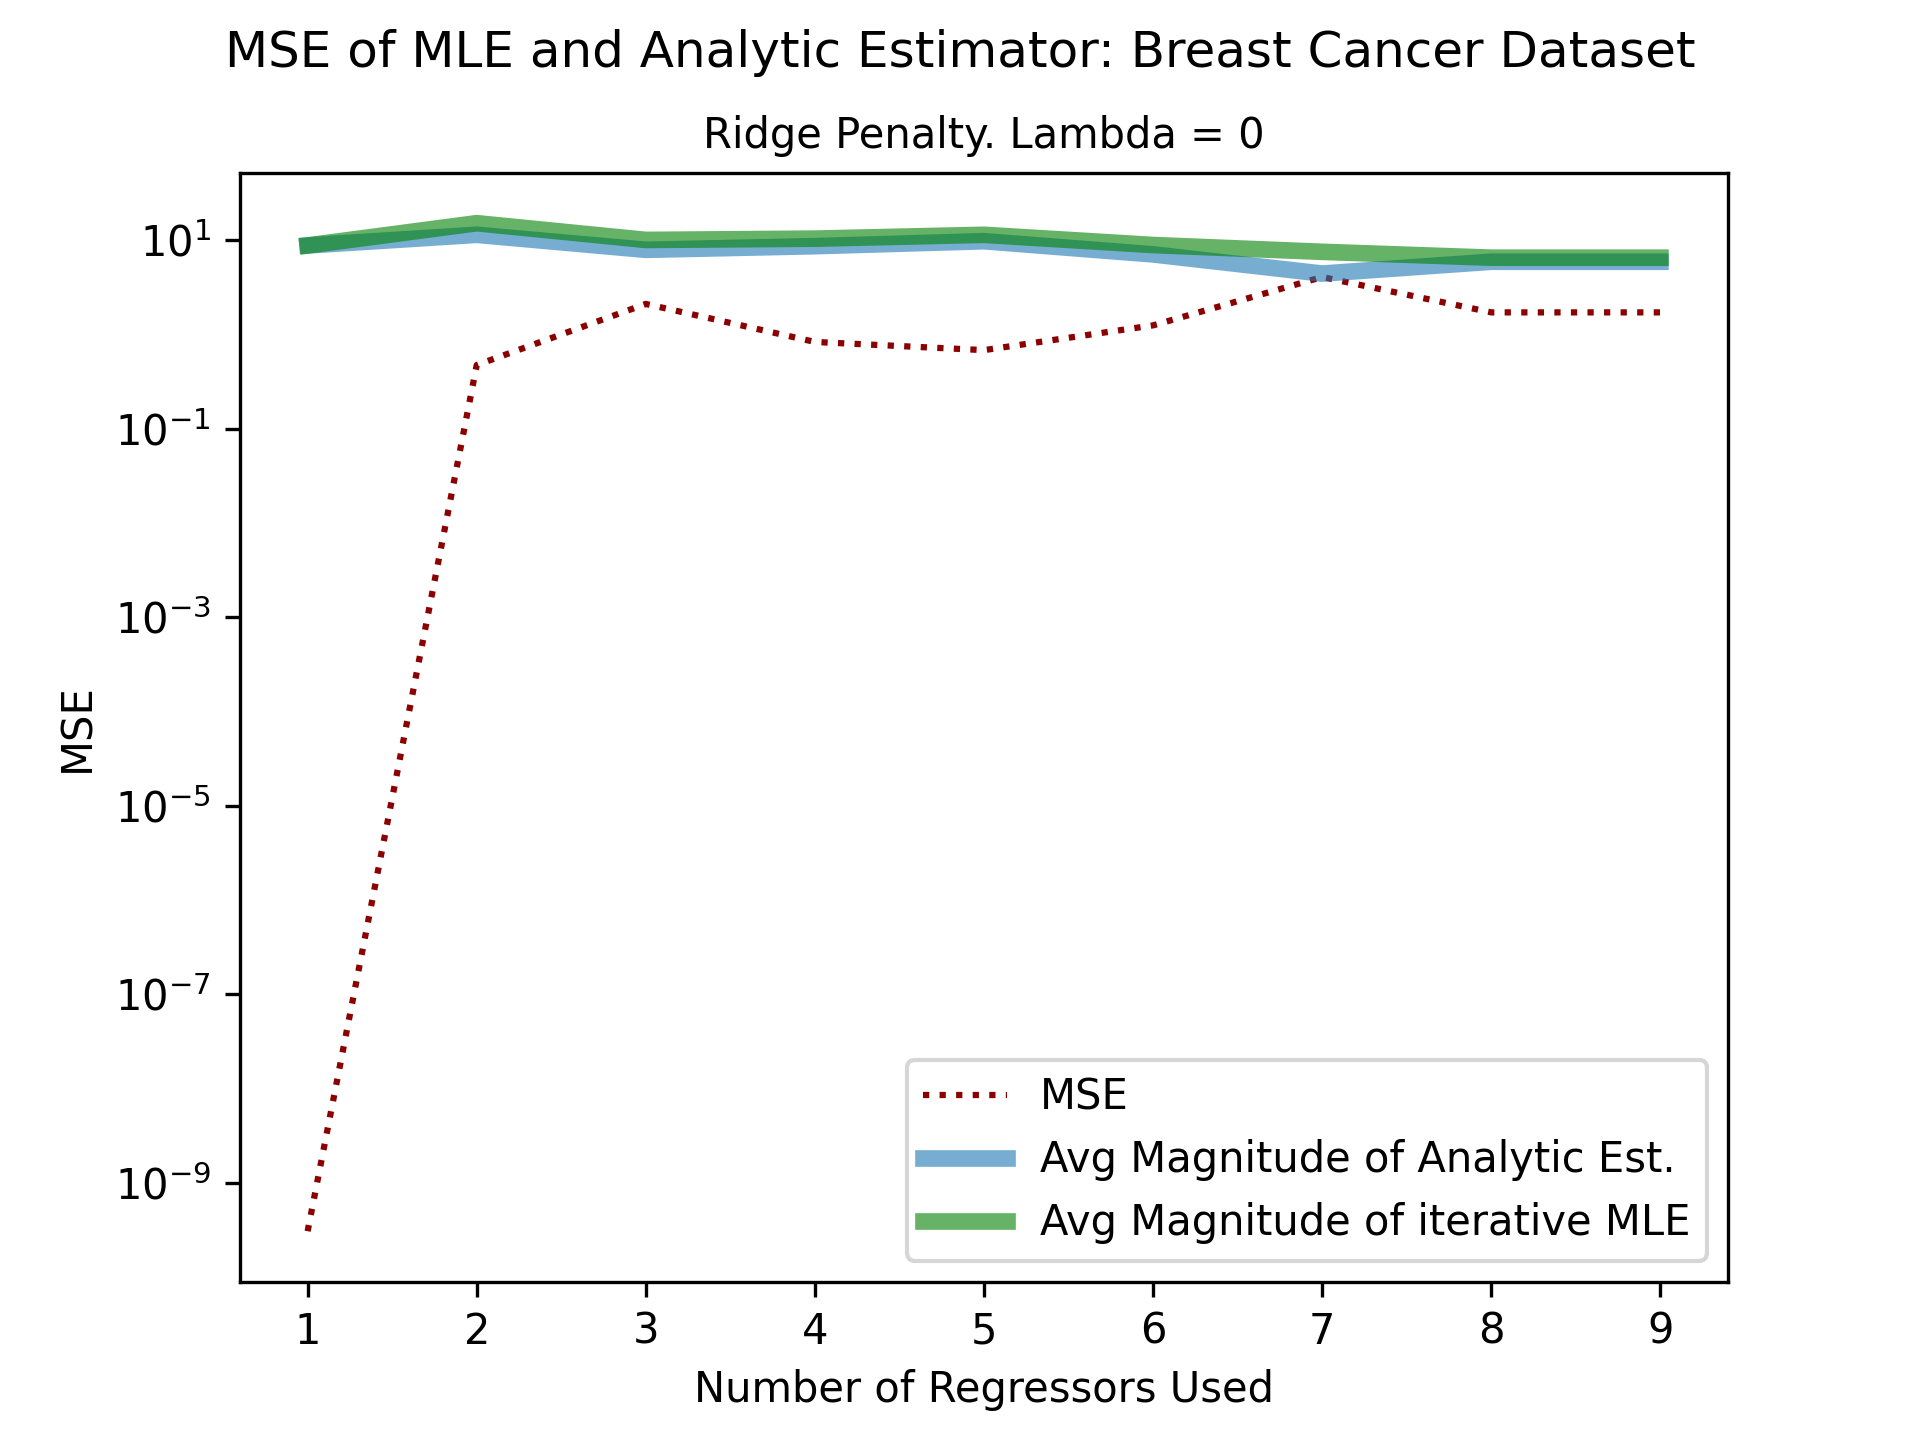 MSE of MLE and Analytic Estimator: Breast Cancer Dataset
Ridge Penalty. Lambda = 0
10¹
10⁻¹
10⁻³
10⁻⁵
10⁻⁷
10⁻⁹
MSE
MSE
Avg Magnitude of Analytic Est.
Avg Magnitude of iterative MLE
1 2 3 4 5 6 7 8 9
Number of Regressors Used